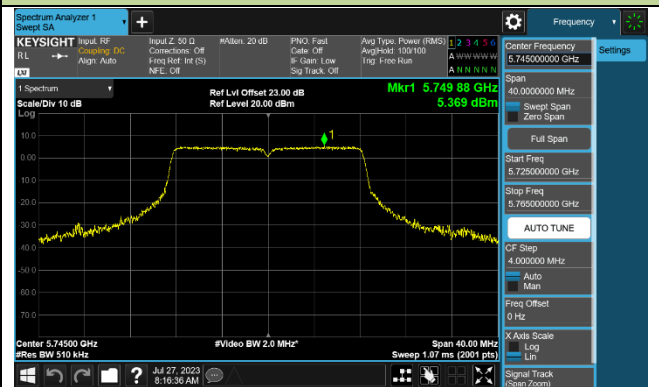 Spectrum Analyzer 1
Swept SA
Frequency
KEYSIGHT
RL
LXI
Input: RF
Coupling: DC
Align: Auto
Input Z: 50 Ω
Corrections: Off
Freq Ref: Int (S)
NFE: Off
#Atten: 20 dB
PNO: Fast
Gate: Off
IF Gain: Low
Sig Track: Off
Avg Type: Power (RMS)
Avg|Hold: 100/100
Trig: Free Run
1 2 3 4 5 6
A W W W W W
A N N N N N
Center Frequency
5.745000000 GHz
Settings
Span
40.0000000 MHz
Swept Span
Zero Span
Full Span
Start Freq
5.725000000 GHz
Stop Freq
5.765000000 GHz
AUTO TUNE
CF Step
4.000000 MHz
Auto
Man
Freq Offset
0 Hz
X Axis Scale
Log
Lin
Signal Track
(Span Zoom)
1 Spectrum
Scale/Div 10 dB
Log
Ref Lvl Offset 23.00 dB
Ref Level 20.00 dBm
Mkr1 5.749 88 GHz
5.369 dBm
1
10.0
0.00
-10.0
-20.0
-30.0
-40.0
-50.0
-60.0
-70.0
Center 5.74500 GHz
#Res BW 510 kHz
#Video BW 2.0 MHz*
Span 40.00 MHz
Sweep 1.07 ms (2001 pts)
Jul 27, 2023
8:16:36 AM